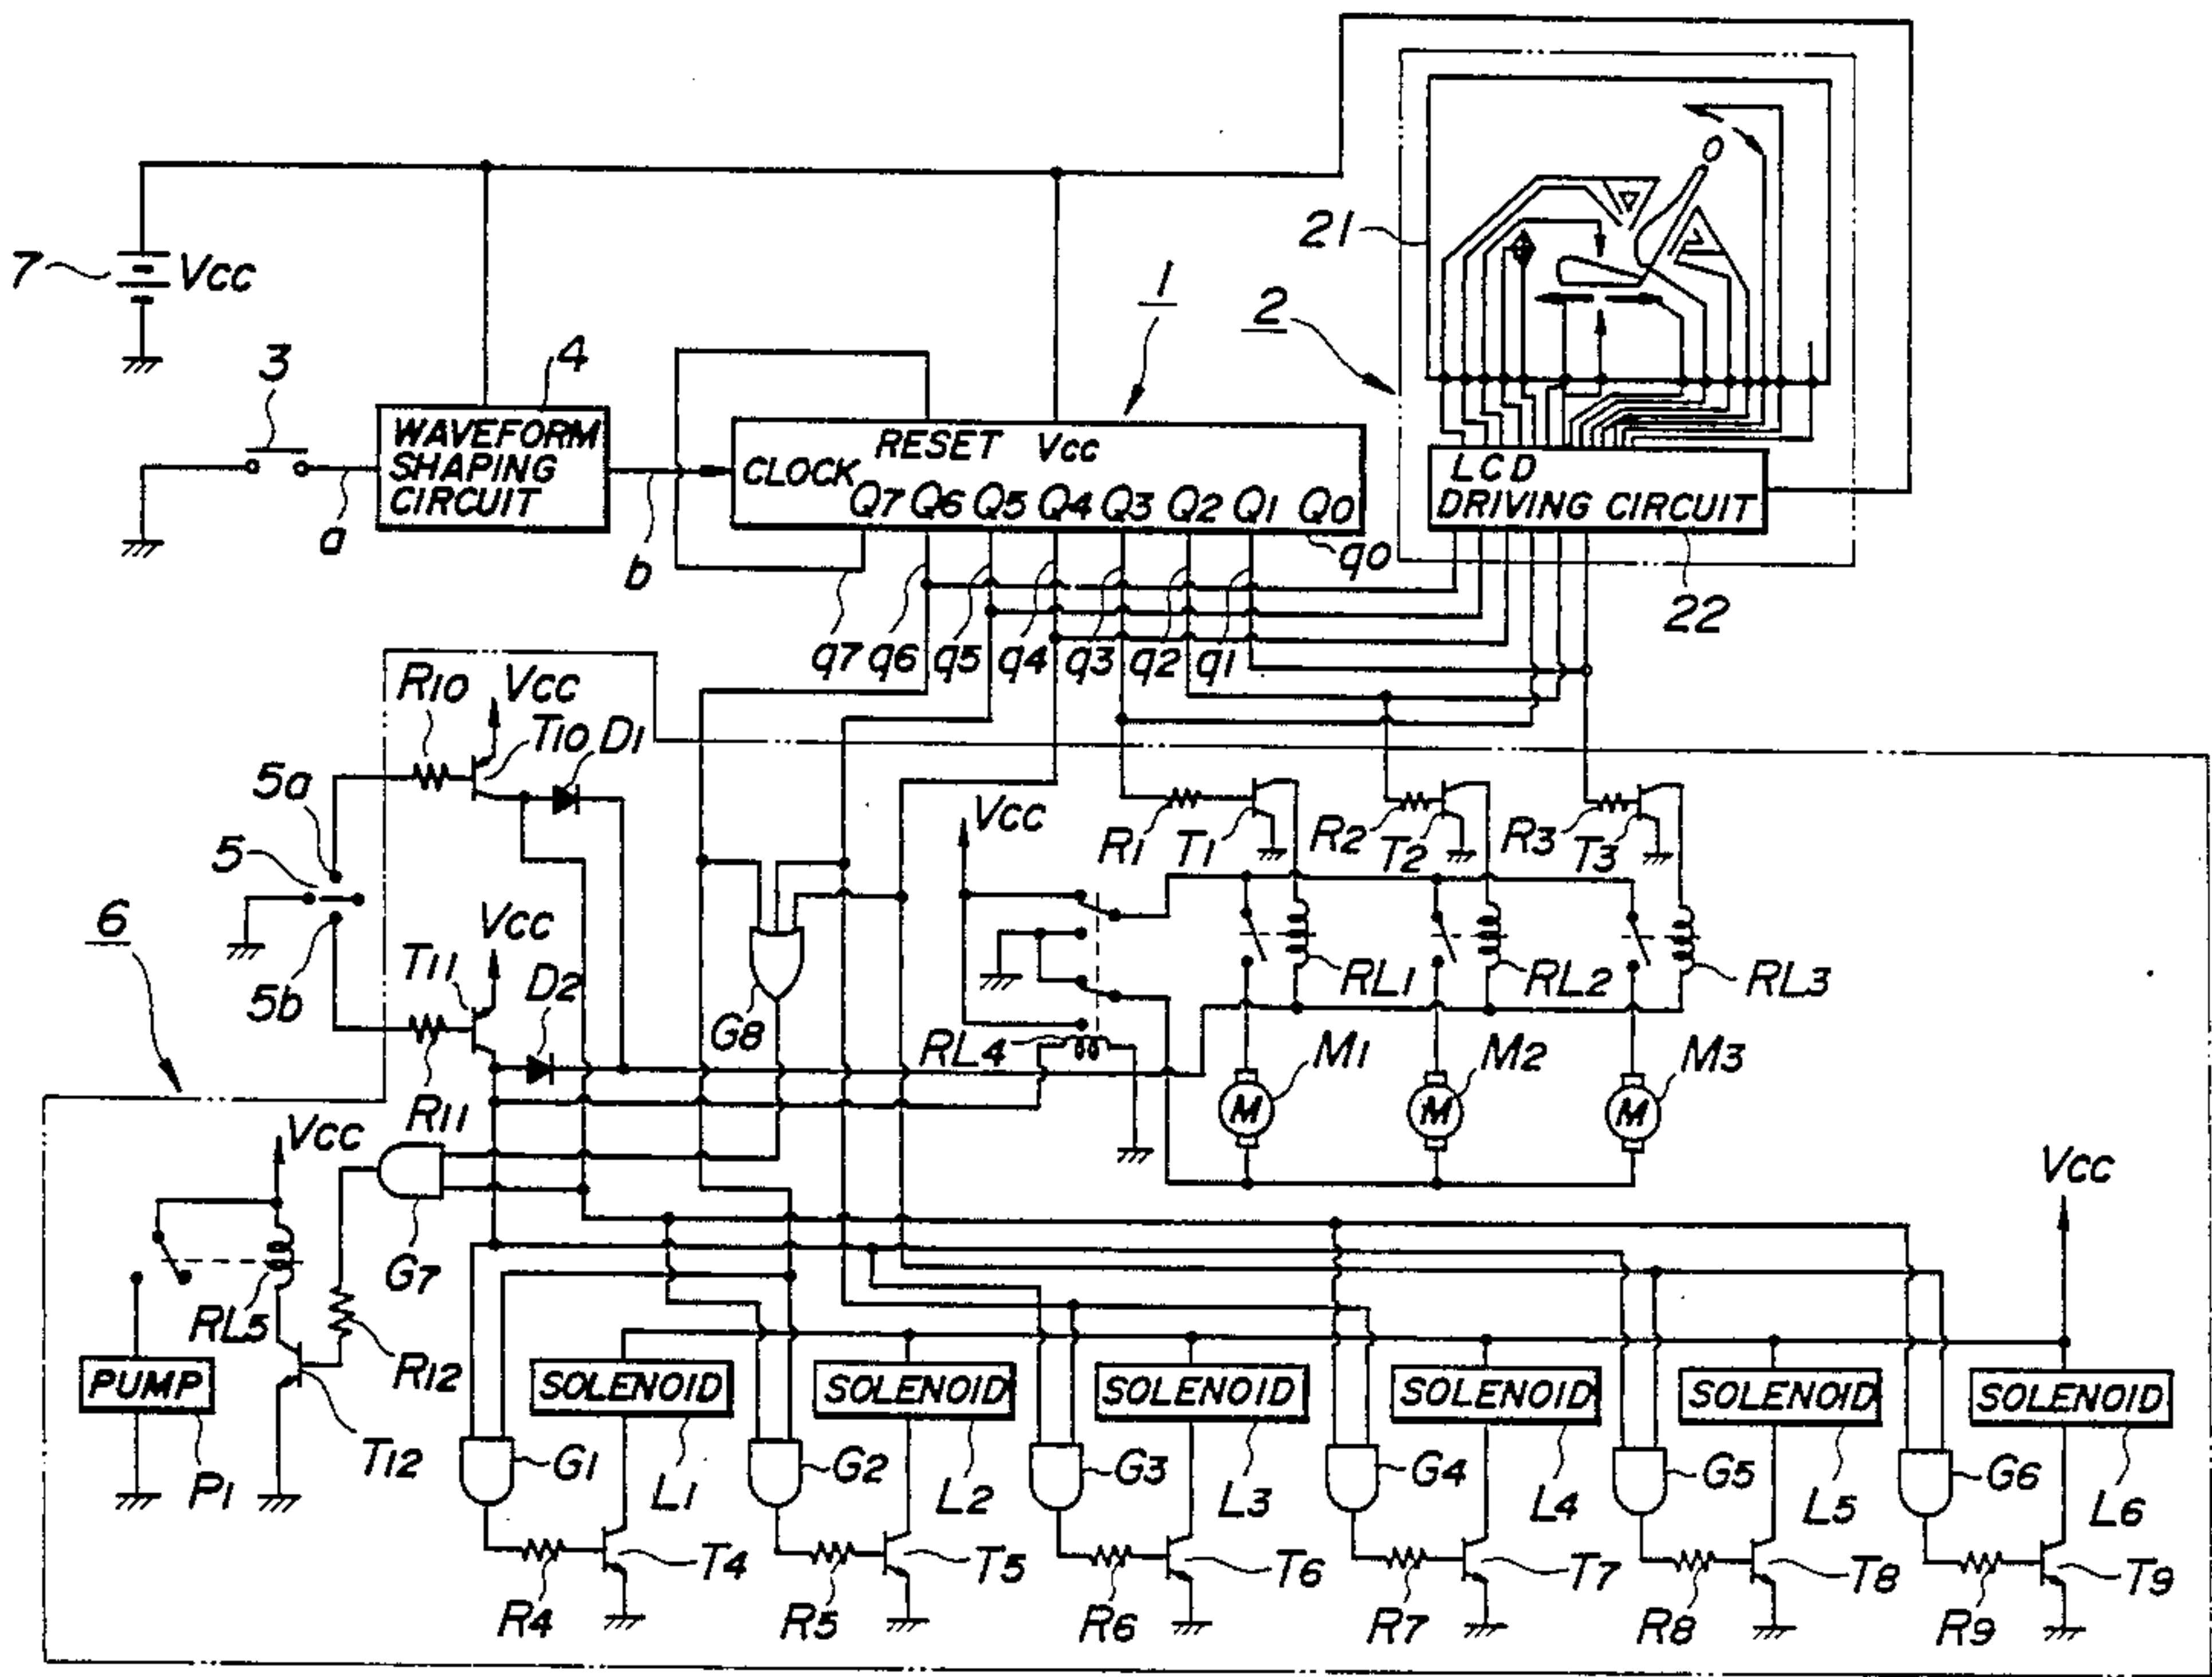 21
0
7
Vcc
1
2
3
4
WAVEFORM
SHAPING
CIRCUIT
a
b
RESET Vcc
CLOCK
Q7 Q6 Q5 Q4 Q3 Q2 Q1 Q0
q0
LCD
DRIVING CIRCUIT
22
q7 q6 q5 q4 q3 q2 q1
R10
Vcc
T10 D1
5a
5
5b
6
Vcc
T11
D2
R11
G8
Vcc
R1
T1
R2
T2
R3
T3
RL1
RL2
RL3
RL4
M1
M2
M3
M
M
M
Vcc
G7
RL5
R12
PUMP
P1
T12
Vcc
SOLENOID
SOLENOID
SOLENOID
SOLENOID
SOLENOID
SOLENOID
G1
L1
G2
L2
G3
L3
G4
L4
G5
L5
G6
L6
R4
T4
R5
T5
R6
T6
R7
T7
R8
T8
R9
T9